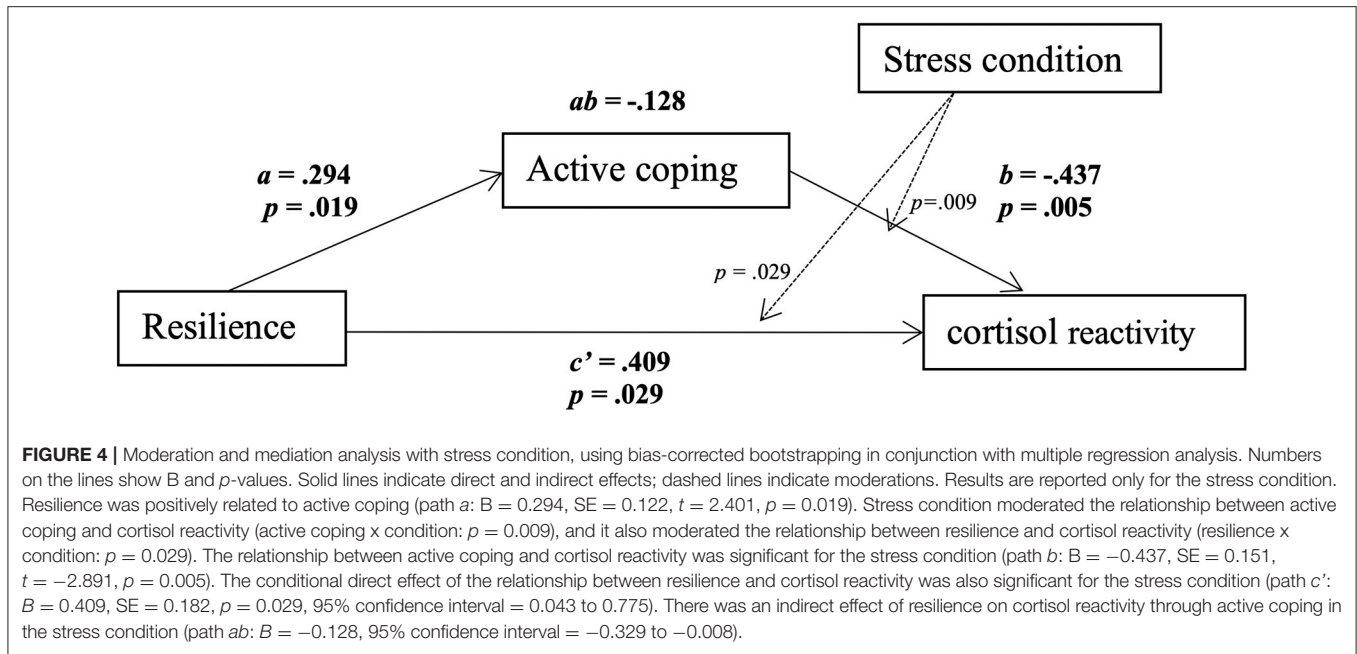 Stress condition
ab = -.128
Active coping
a = .294
p = .019
b = -.437
p = .005
p=.009
p = .029
Resilience
cortisol reactivity
c’ = .409
p = .029
FIGURE 4 | Moderation and mediation analysis with stress condition, using bias-corrected bootstrapping in conjunction with multiple regression analysis. Numbers
on the lines show B and p-values. Solid lines indicate direct and indirect effects; dashed lines indicate moderations. Results are reported only for the stress condition.
Resilience was positively related to active coping (path a: B = 0.294, SE = 0.122, t = 2.401, p = 0.019). Stress condition moderated the relationship between active
coping and cortisol reactivity (active coping x condition: p = 0.009), and it also moderated the relationship between resilience and cortisol reactivity (resilience x
condition: p = 0.029). The relationship between active coping and cortisol reactivity was significant for the stress condition (path b: B = −0.437, SE = 0.151,
t = −2.891, p = 0.005). The conditional direct effect of the relationship between resilience and cortisol reactivity was also significant for the stress condition (path c’:
B = 0.409, SE = 0.182, p = 0.029, 95% confidence interval = 0.043 to 0.775). There was an indirect effect of resilience on cortisol reactivity through active coping in
the stress condition (path ab: B = −0.128, 95% confidence interval = −0.329 to −0.008).